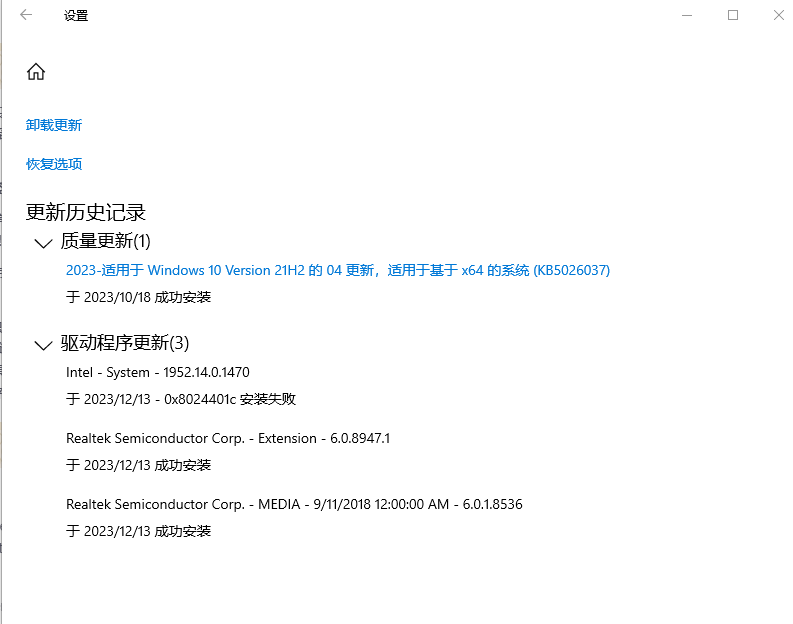 设置
卸载更新
恢复选项
更新历史记录
质量更新(1)
2023-适用于 Windows 10 Version 21H2 的 04 更新，适用于基于 x64 的系统 (KB5026037)
于 2023/10/18 成功安装
驱动程序更新(3)
Intel - System - 1952.14.0.1470
于 2023/12/13 - 0x8024401c 安装失败
Realtek Semiconductor Corp. - Extension - 6.0.8947.1
于 2023/12/13 成功安装
Realtek Semiconductor Corp. - MEDIA - 9/11/2018 12:00:00 AM - 6.0.1.8536
于 2023/12/13 成功安装